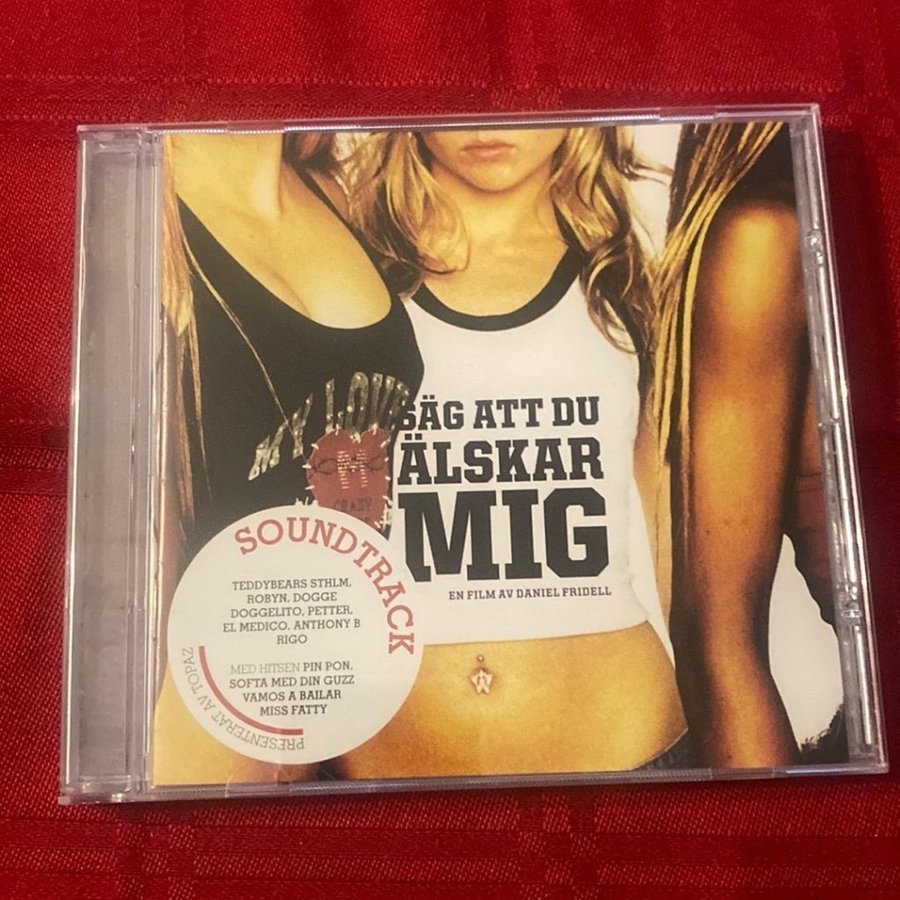 MY LOVE
M
CRAZY
SÄG ATT DU
ÄLSKAR
MIG
EN FILM AV DANIEL FRIDELL
SOUNDTRACK
TEDDYBEARS STHLM,
ROBYN, DOGGE
DOGGELITO, PETTER,
EL MEDICO, ANTHONY B
RIGO
MED HITSEN PIN PON,
SOFTA MED DIN GUZZ
VAMOS A BAILAR
MISS FATTY
PRESENTERAT AV TOPAZ